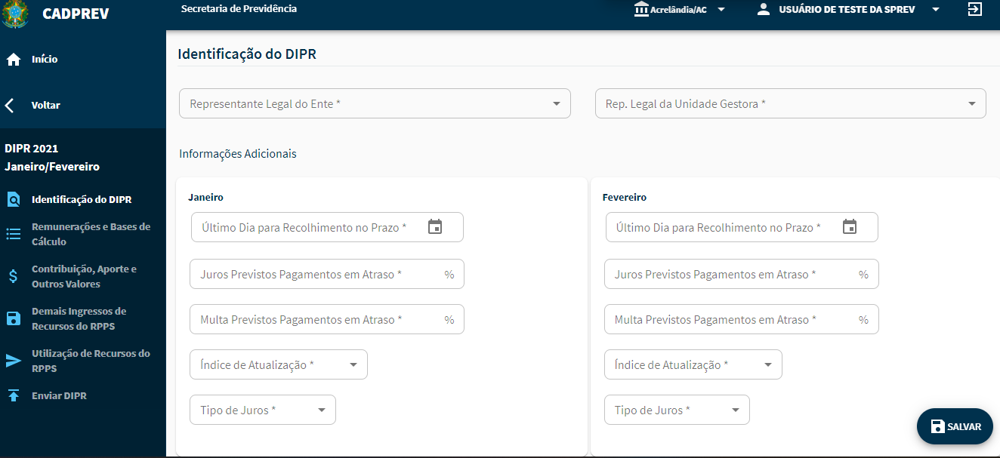 CADPREV
Secretaria de Previdência
Acrelândia/AC
USUÁRIO DE TESTE DA SPREV
Início
Voltar
DIPR 2021
Janeiro/Fevereiro
Identificação do DIPR
Remunerações e Bases de
Cálculo
Contribuição, Aporte e
Outros Valores
Demais Ingressos de
Recursos do RPPS
Utilização de Recursos do
RPPS
Enviar DIPR
Identificação do DIPR
Representante Legal do Ente *
Rep. Legal da Unidade Gestora *
Informações Adicionais
Janeiro
Último Dia para Recolhimento no Prazo *
Juros Previstos Pagamentos em Atraso * %
Multa Previstos Pagamentos em Atraso * %
Índice de Atualização *
Tipo de Juros *
Fevereiro
Último Dia para Recolhimento no Prazo *
Juros Previstos Pagamentos em Atraso * %
Multa Previstos Pagamentos em Atraso * %
Índice de Atualização *
Tipo de Juros *
SALVAR